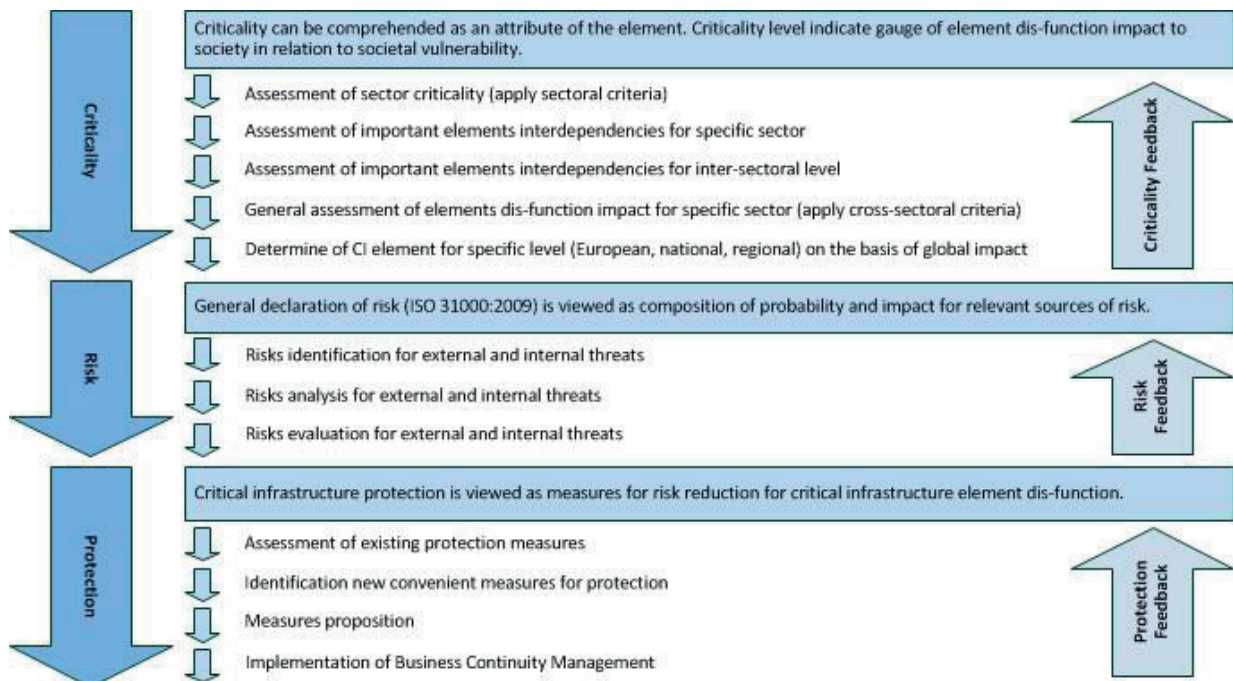 Criticality
Criticality can be comprehended as an attribute of the element. Criticality level indicate gauge of element dis-function impact to
society in relation to societal vulnerability.
Assessment of sector criticality (apply sectoral criteria)
Assessment of important elements interdependencies for specific sector
Assessment of important elements interdependencies for inter-sectoral level
General assessment of elements dis-function impact for specific sector (apply cross-sectoral criteria)
Determine of CI element for specific level (European, national, regional) on the basis of global impact
Criticality Feedback
Risk
General declaration of risk (ISO 31000:2009) is viewed as composition of probability and impact for relevant sources of risk.
Risks identification for external and internal threats
Risks analysis for external and internal threats
Risks evaluation for external and internal threats
Risk
Feedback
Protection
Critical infrastructure protection is viewed as measures for risk reduction for critical infrastructure element dis-function.
Assessment of existing protection measures
Identification new convenient measures for protection
Measures proposition
Implementation of Business Continuity Management
Protection
Feedback